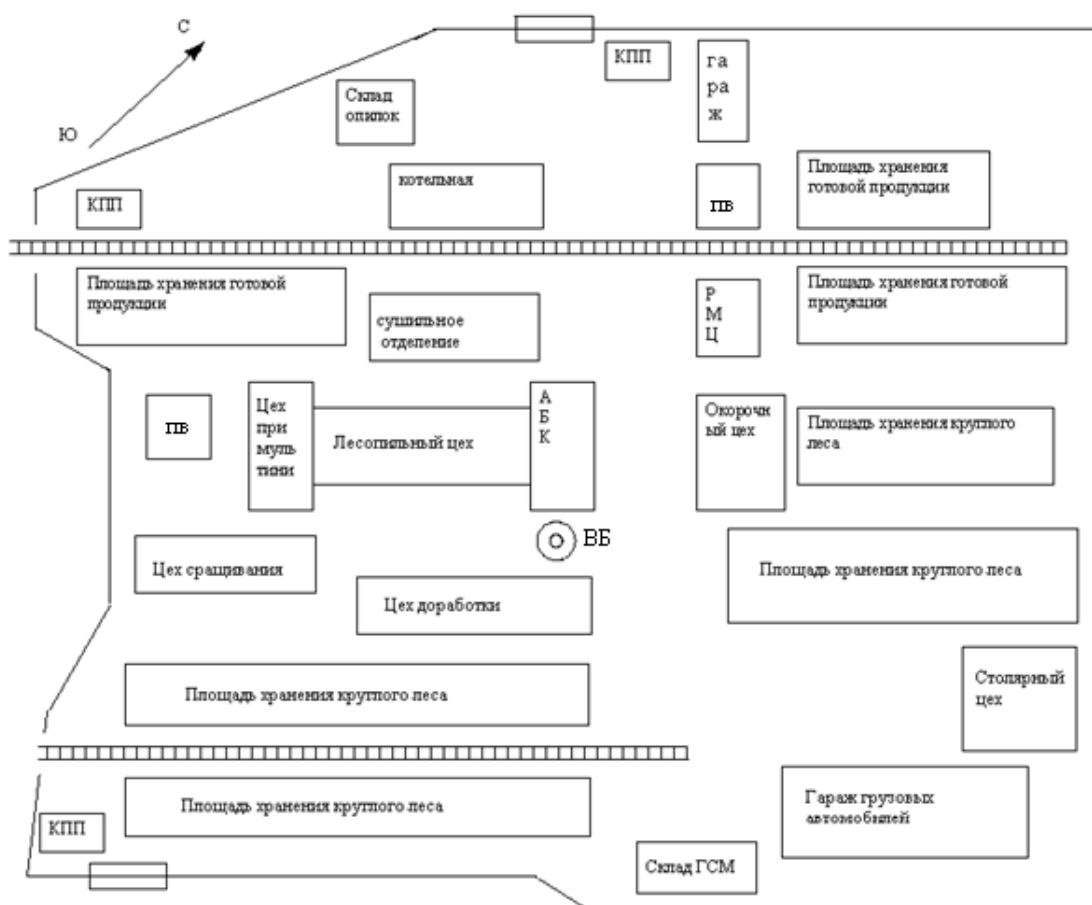 С
Ю
КПП
га
ра
ж
Склад
опилок
котельная
Площадь хранения
готовой продукции
КПП
ПВ
Площадь хранения готовой
продукции
сушильное
отделение
Р
М
Ц
Площадь хранения готовой
продукции
ПВ
Цех
при
муль
тини
Лесопильный цех
А
Б
К
Окорочн
ый цех
Площадь хранения круглого
леса
ВБ
Цех сращивания
Цех доработки
Площадь хранения круглого леса
Площадь хранения круглого леса
Столярный
цех
Площадь хранения круглого леса
Гараж грузовых
автомобилей
КПП
Склад ГСМ